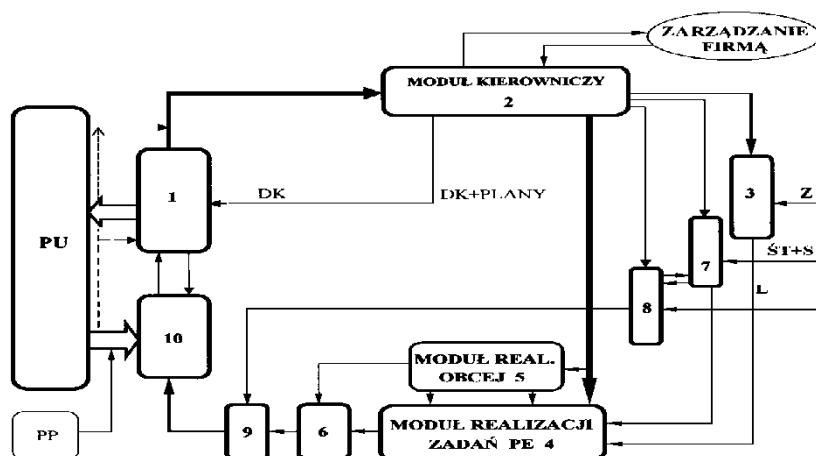 ZARZĄDZANIE
FIRMĄ
MODUŁ KIEROWNICZY
2
1
DK
DK+PLANY
3
Z
PU
7
ŚT+S
L
8
10
MODUŁ REAL.
OBCEJ 5
PP
9
6
MODUŁ REALIZACJI
ZADAŃ PE 4